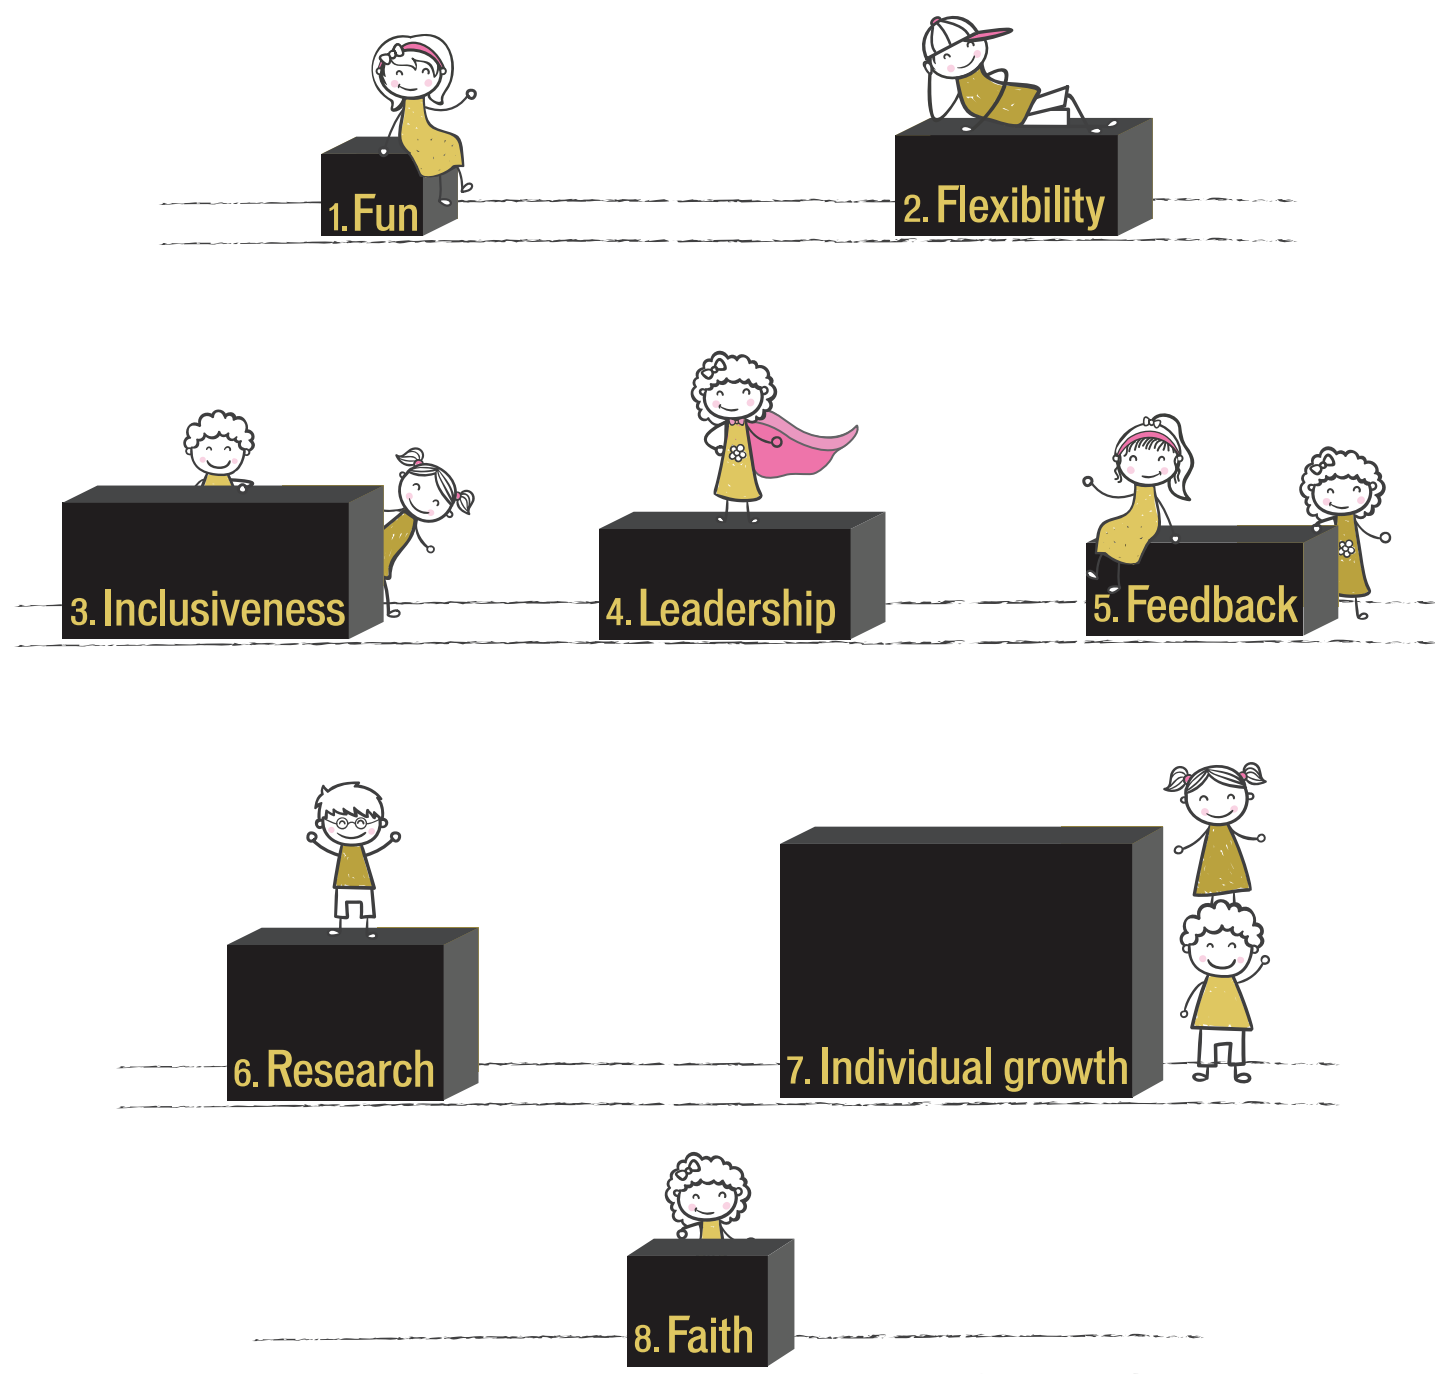 1. Fun
2. Flexibility
3. Inclusiveness
4. Leadership
5. Feedback
6. Research
7. Individual growth
8. Faith